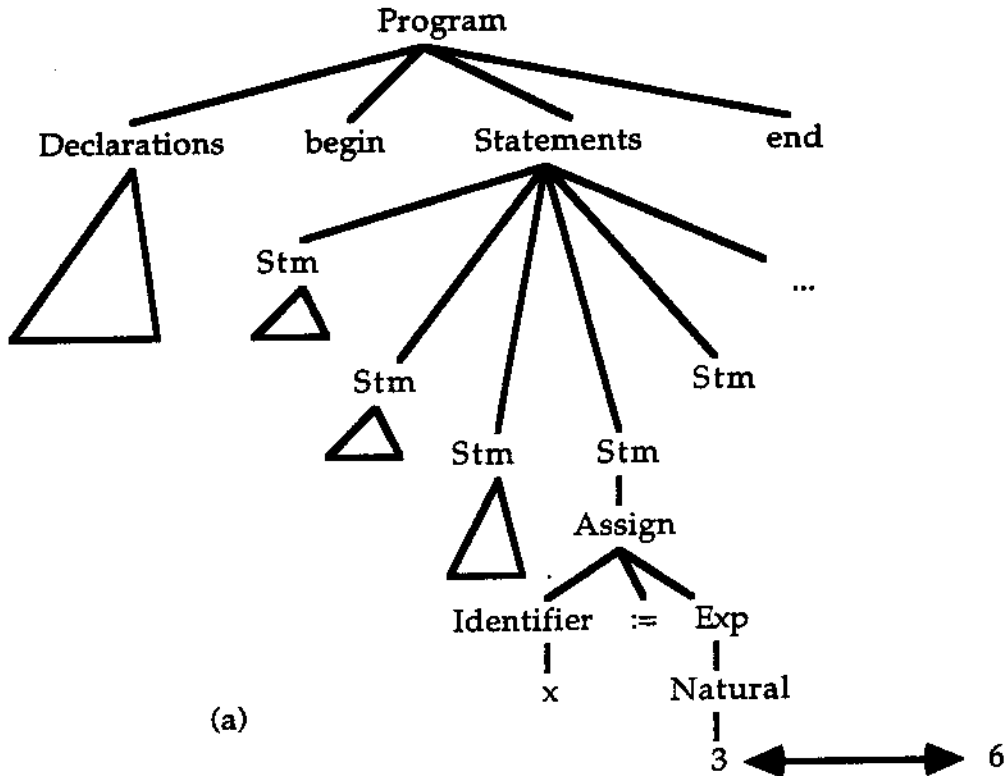 Program
Declarations begin Statements end
Stm
...
Stm
Stm
Stm Stm
Assign
Identifier := Exp
x Natural
(a)
3 6